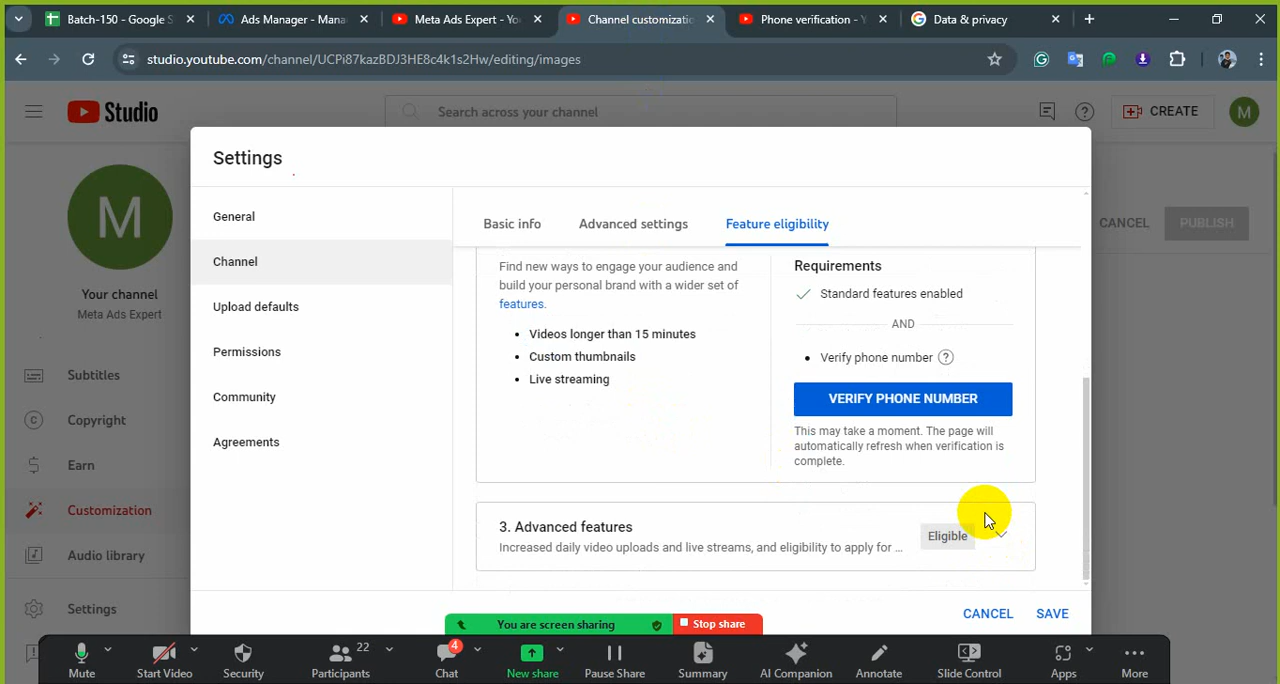 Batch-150 - Google S
Ads Manager - Mana
Meta Ads Expert - Yo
Channel customizatio
Phone verification - Y
Data & privacy
studio.youtube.com/channel/UCPi87kazBDJ3HE8c4k1s2Hw/editing/images
Studio
Search across your channel
CREATE
M
Settings
M
General
Basic info
Advanced settings
Feature eligibility
CANCEL
PUBLISH
Channel
Find new ways to engage your audience and
build your personal brand with a wider set of
features.
Requirements
Standard features enabled
Your channel
Meta Ads Expert
Upload defaults
AND
Videos longer than 15 minutes
Permissions
Custom thumbnails
Verify phone number
Subtitles
Live streaming
Community
VERIFY PHONE NUMBER
Copyright
This may take a moment. The page will
automatically refresh when verification is
complete.
Agreements
Earn
Customization
3. Advanced features
Eligible
Increased daily video uploads and live streams, and eligibility to apply for ...
Audio library
Settings
CANCEL
SAVE
You are screen sharing
Stop share
22
4
Mute
Start Video
Security
Participants
Chat
New share
Pause Share
Summary
AI Companion
Annotate
Slide Control
Apps
More